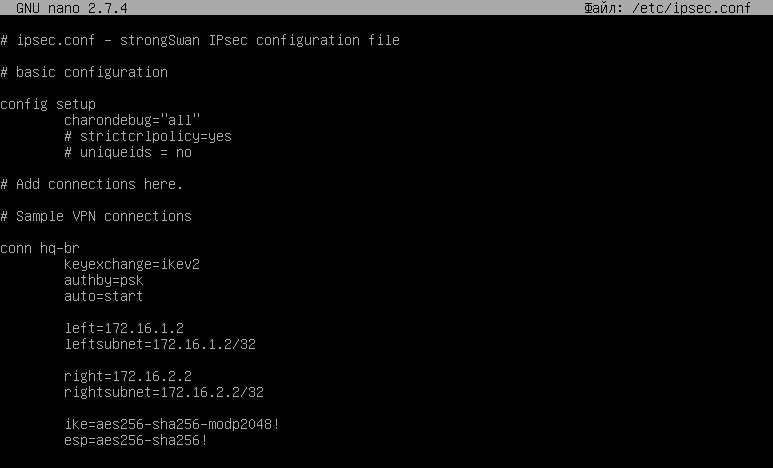 GNU nano 2.7.4 Файл: /etc/ipsec.conf
# ipsec.conf - strongSwan IPsec configuration file
# basic configuration
config setup
charondebug="all"
# strictcrlpolicy=yes
# uniqueids = no
# Add connections here.
# Sample VPN connections
conn hq-br
keyexchange=ikev2
authby=psk
auto=start
left=172.16.1.2
leftsubnet=172.16.1.2/32
right=172.16.2.2
rightsubnet=172.16.2.2/32
ike=aes256-sha256-modp2048!
esp=aes256-sha256!